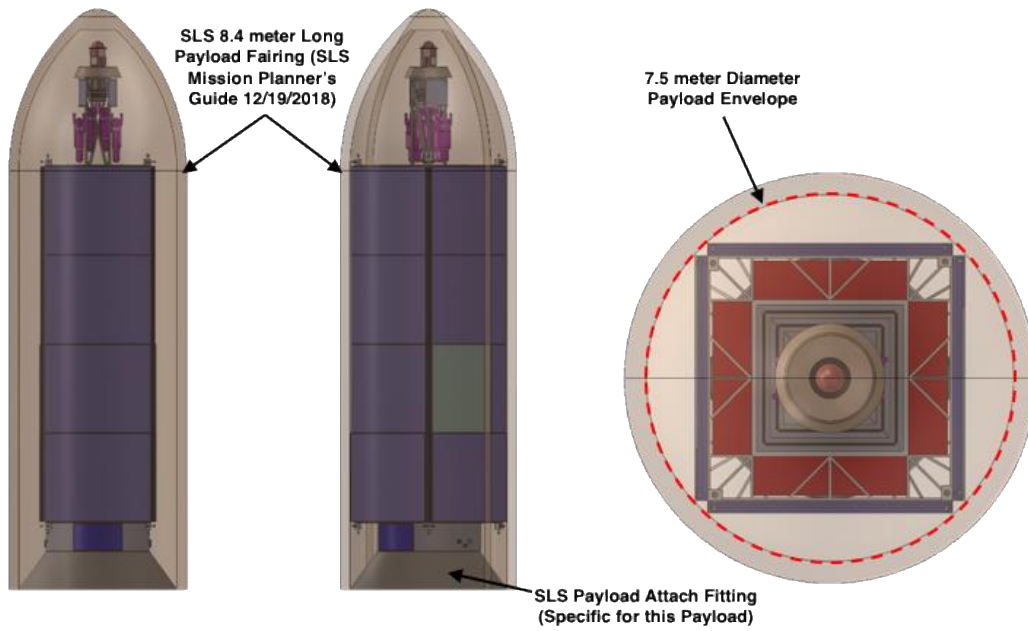 SLS 8.4 meter Long
Payload Fairing (SLS
Mission Planner's
Guide 12/19/2018)
7.5 meter Diameter
Payload Envelope
SLS Payload Attach Fitting
(Specific for this Payload)